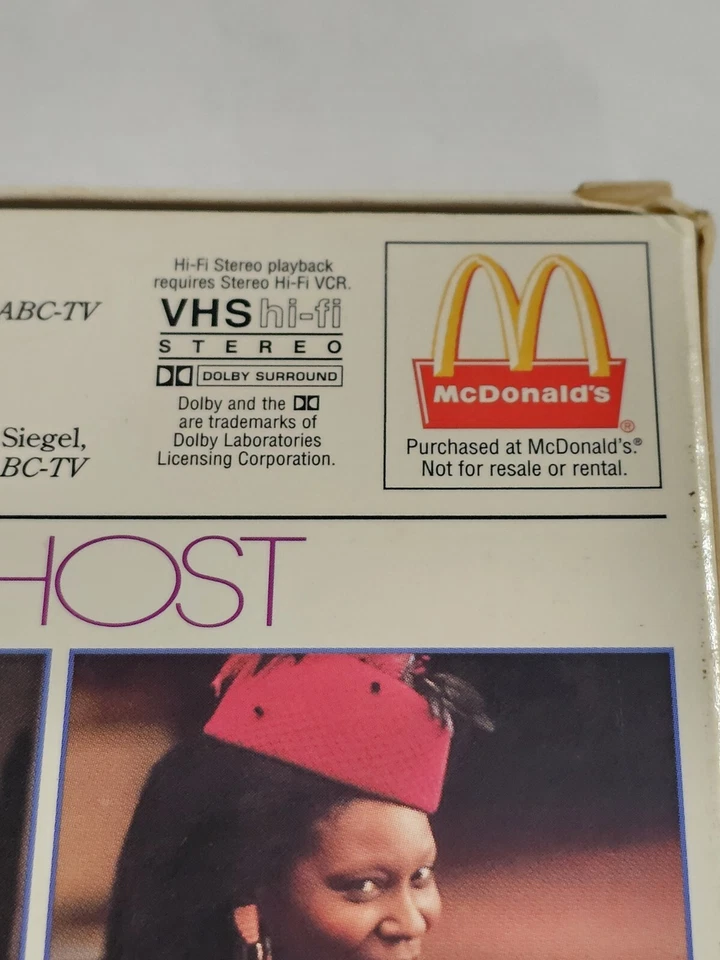 ABC-TV
Siegel,
BC-TV
Hi-Fi Stereo playback
requires Stereo Hi-Fi VCR.
VHS hi-fi
STEREO
DOLBY SURROUND
Dolby and the
are trademarks of
Dolby Laboratories
Licensing Corporation.
McDonald's®
Purchased at McDonald's.®
Not for resale or rental.
HOST